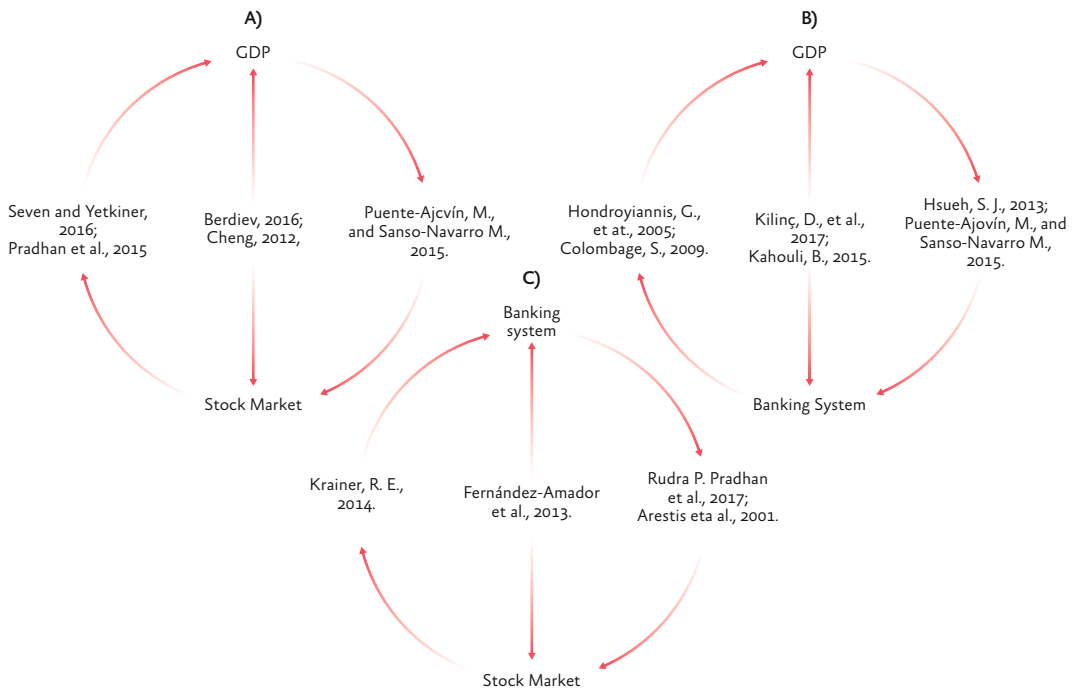 A)
GDP
Seven and Yetkiner,
2016;
Pradhan et al., 2015
Berdiev, 2016;
Cheng, 2012,
Puente-Ajcvín, M.,
and Sanso-Navarro M.,
2015.
Stock Market
B)
GDP
Hondroyiannis, G.,
et at., 2005;
Colombage, S., 2009.
Kilinç, D., et al.,
2017;
Kahouli, B., 2015.
Hsueh, S. J., 2013;
Puente-Ajovín, M., and
Sanso-Navarro M.,
2015.
Banking System
C)
Banking
system
Krainer, R. E.,
2014.
Fernández-Amador
et al., 2013.
Rudra P. Pradhan
et al., 2017;
Arestis eta al., 2001.
Stock Market